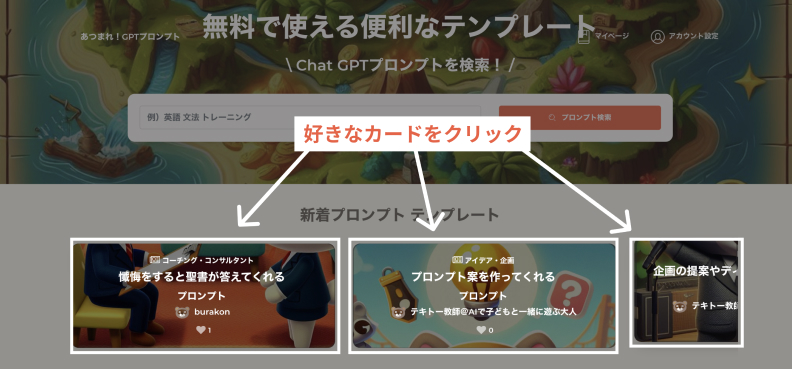 無料で使える便利なテンプレート
あつまれ！GPTプロンプト
マイページ
アカウント設定
\ Chat GPTプロンプトを検索！ /
例）英語 文法 トレーニング
プロンプト検索
好きなカードをクリック
新着プロンプト テンプレート
コーチング・コンサルタント
懺悔をすると聖書が答えてくれる
プロンプト
burakon
1
アイデア・企画
プロンプト案を作ってくれる
プロンプト
テキトー教師@AIで子どもと一緒に遊ぶ大人
0
企画の提案やデ
テキトー教師